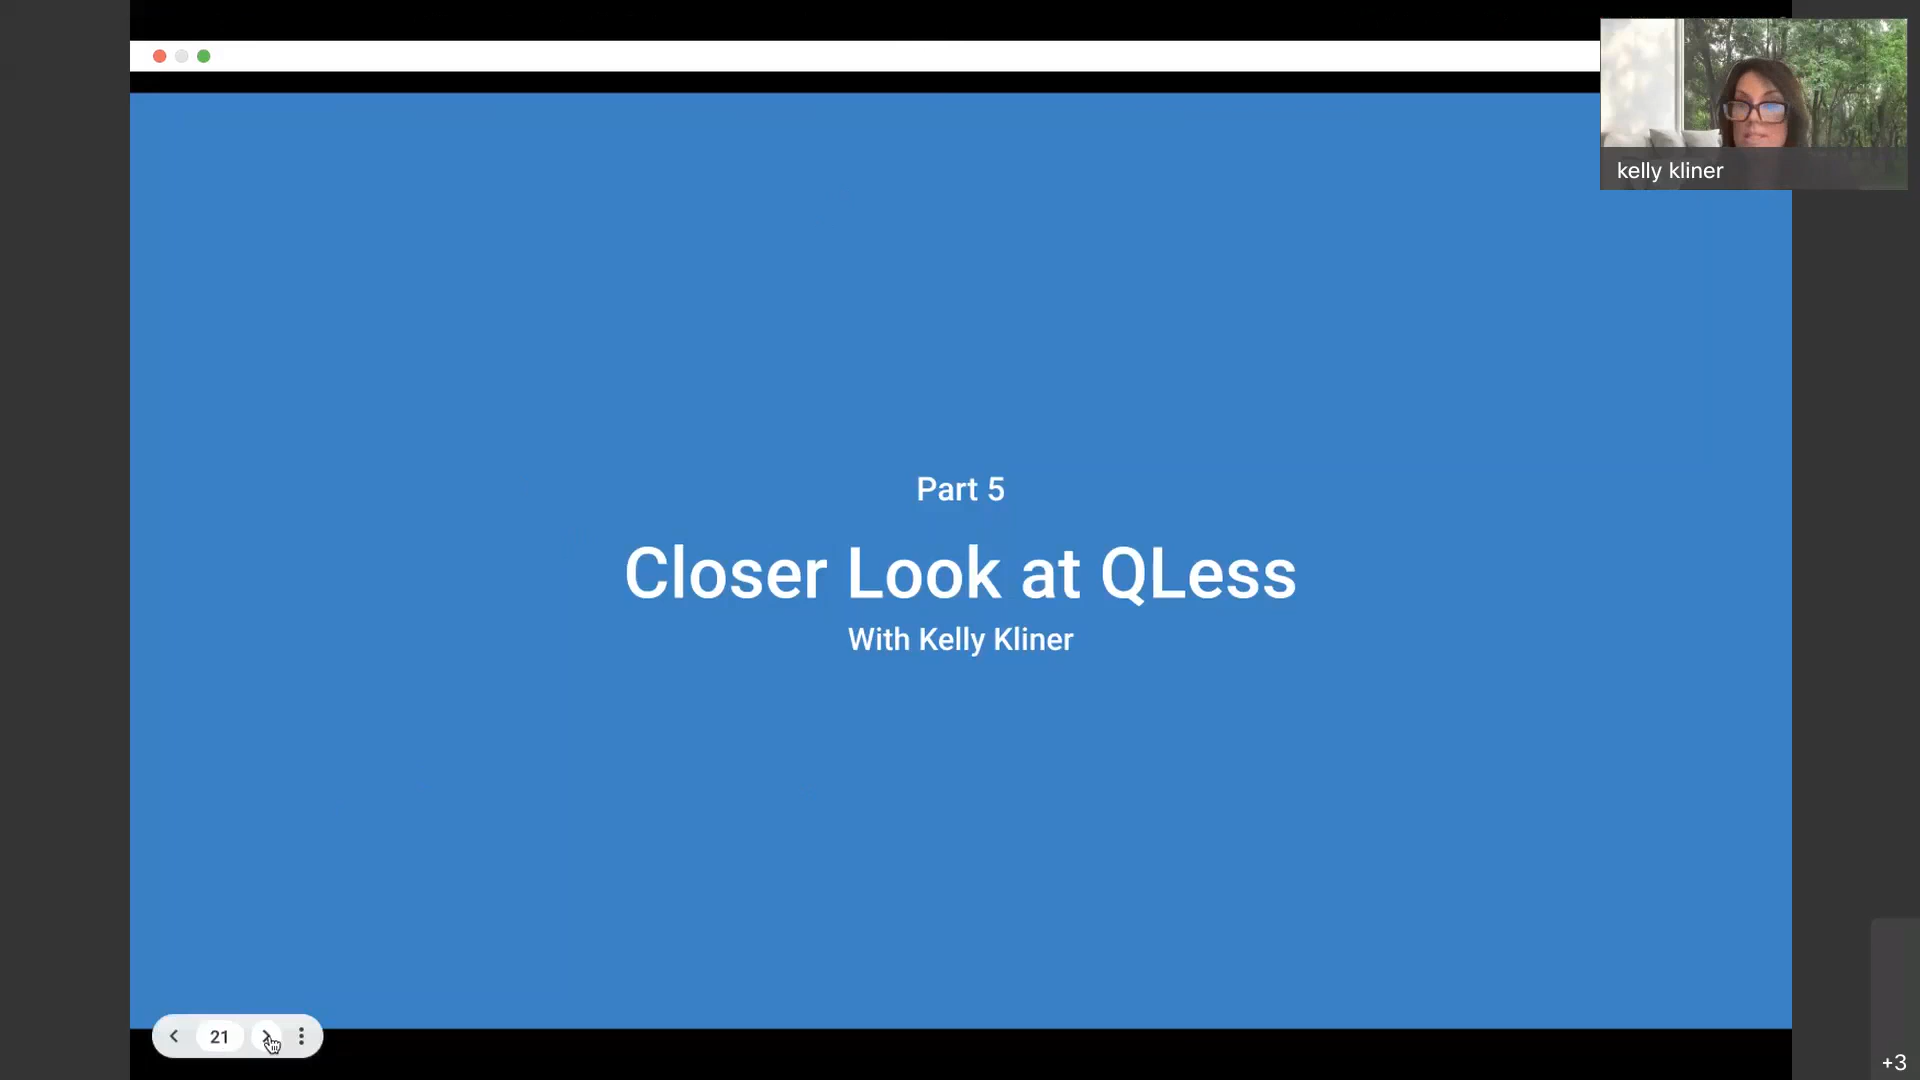 kelly kliner
Part 5
Closer Look at QLess
With Kelly Kliner
21
+3